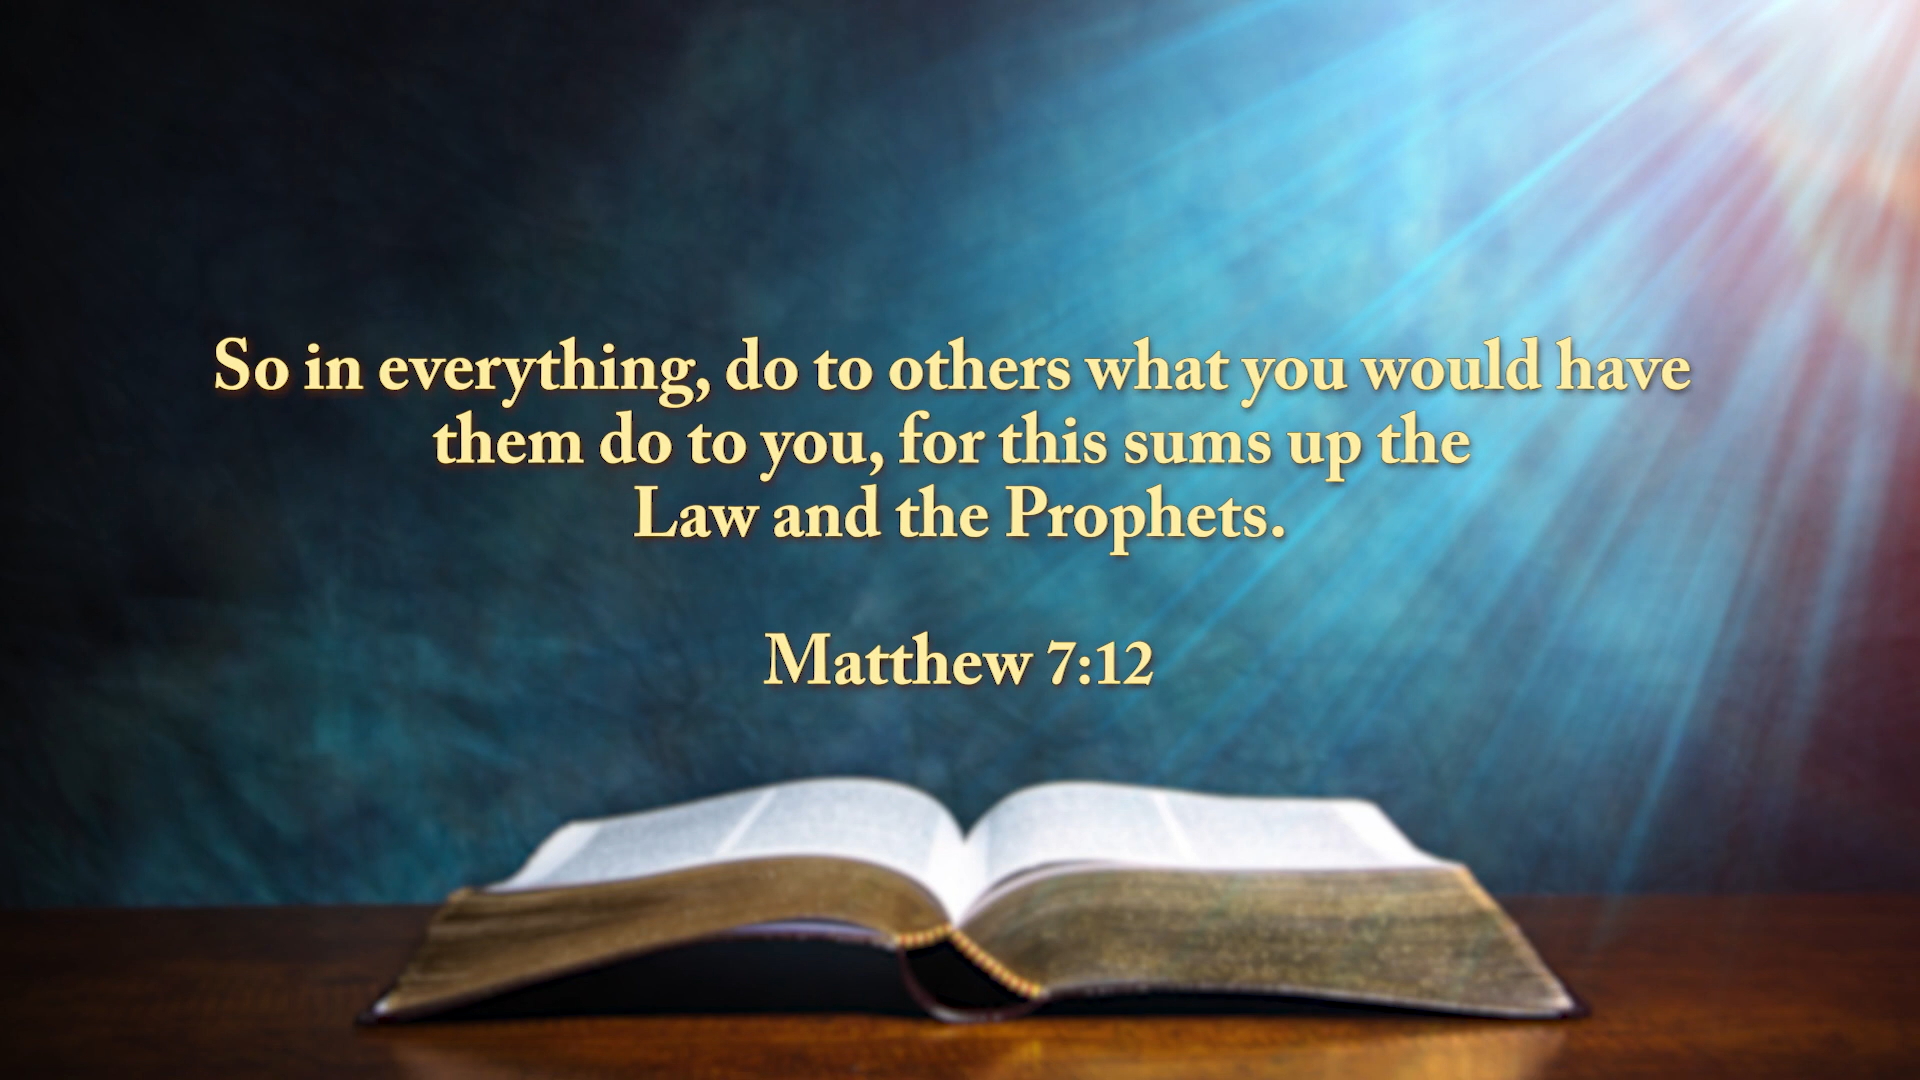 So in everything, do to others what you would have
them do to you, for this sums up the
Law and the Prophets.
Matthew 7:12